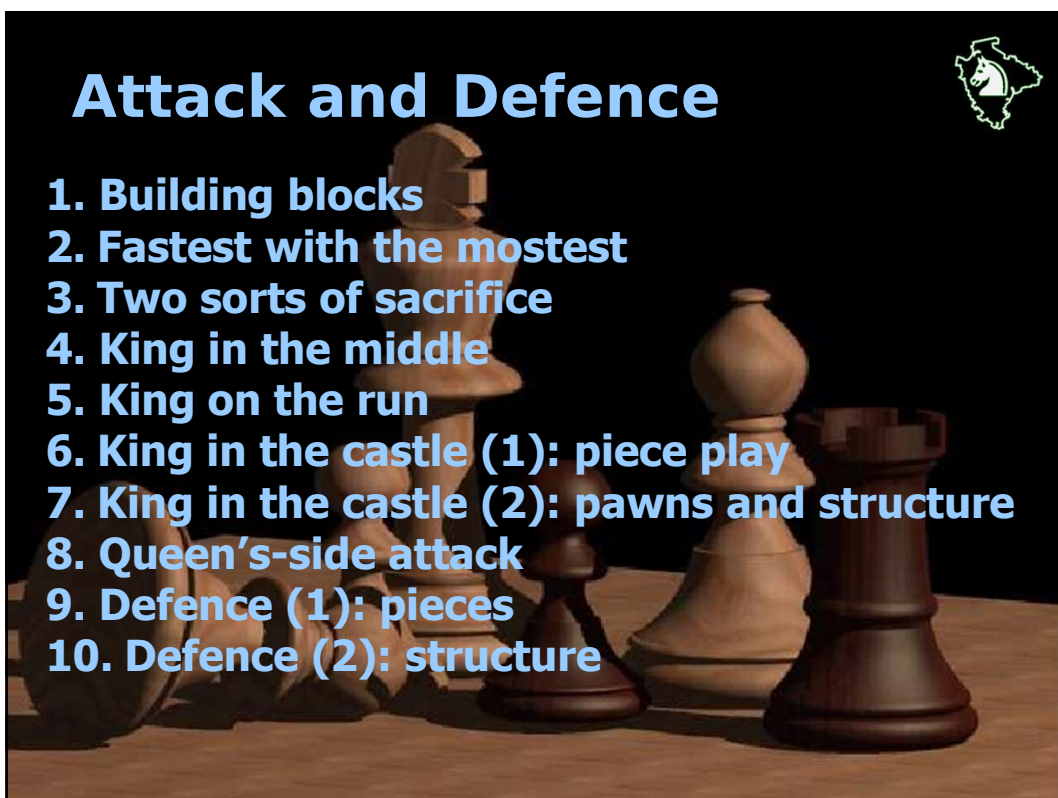 Attack and Defence
1. Building blocks
2. Fastest with the mostest
3. Two sorts of sacrifice
4. King in the middle
5. King on the run
6. King in the castle (1): piece play
7. King in the castle (2): pawns and structure
8. Queen’s-side attack
9. Defence (1): pieces
10. Defence (2): structure